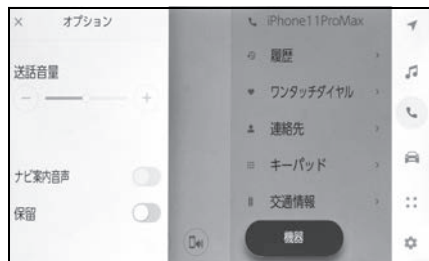 × オプション
送話音量
ナビ案内音声
保留
iPhone11ProMax
履歴
ワンタッチダイヤル
連絡先
キーパッド
交通情報
機器